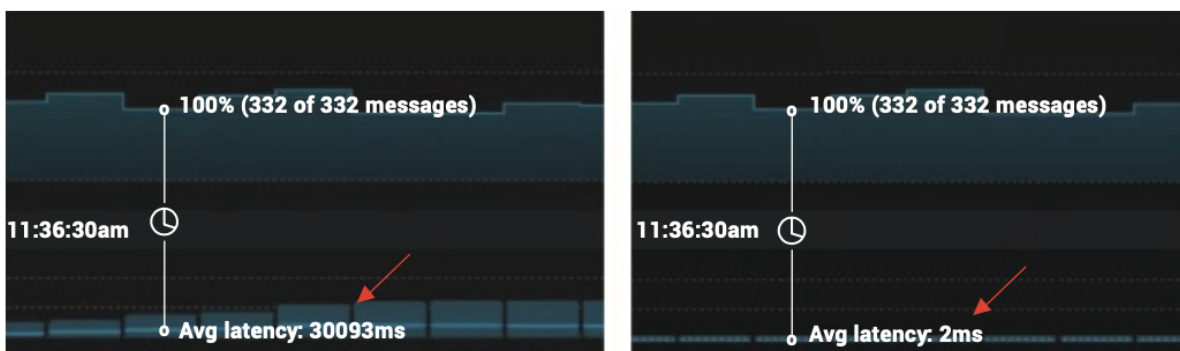 100% (332 of 332 messages)
11:36:30am
Avg latency: 30093ms
100% (332 of 332 messages)
11:36:30am
Avg latency: 2ms